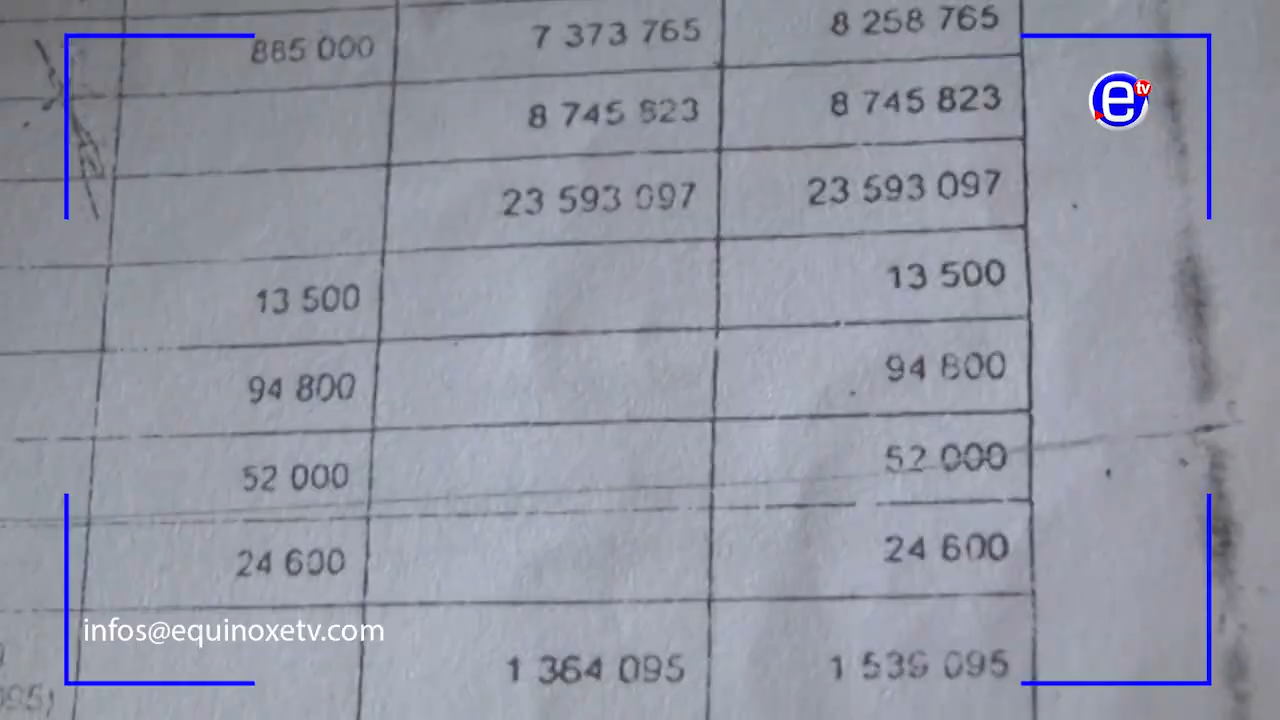 885 000 7 373 765 8 258 765
8 745 823 8 745 823
23 593 097 23 593 097
13 500 13 500
94 800 94 800
52 000 52 000
24 600 24 600
1 364 095 1 539 095
etv
infos@equinoxetv.com